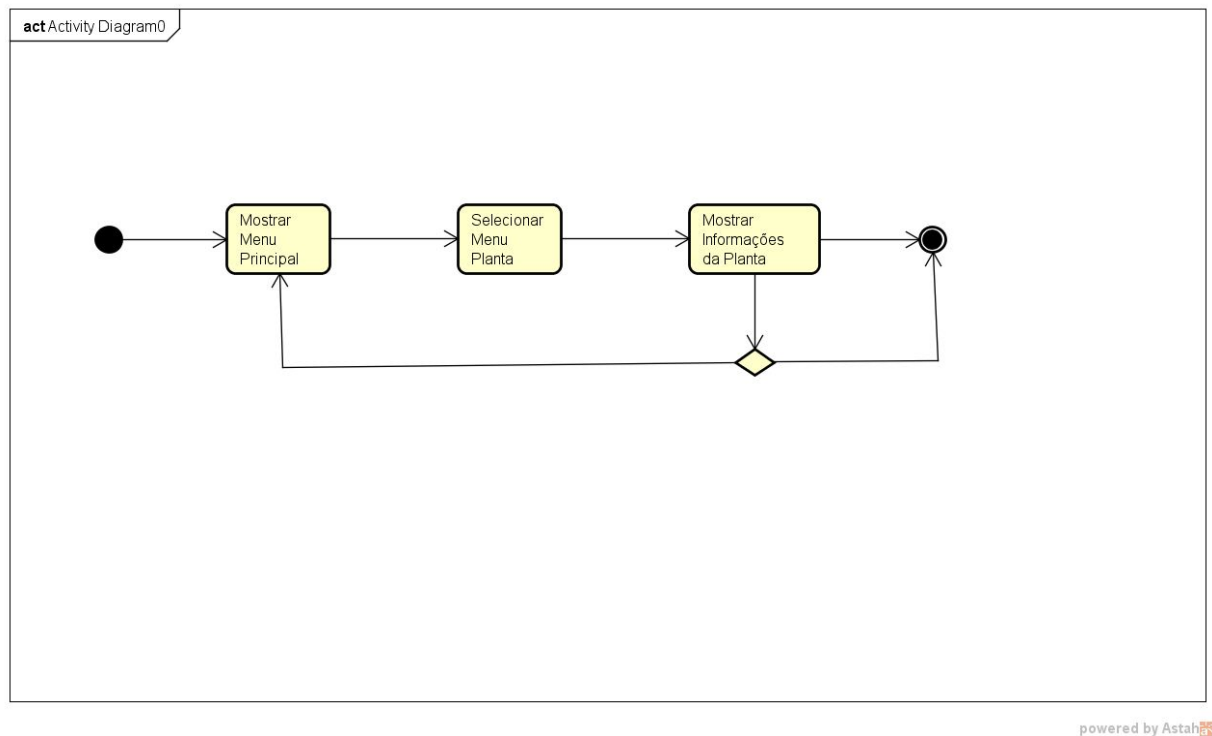 act Activity Diagram0
Mostrar
Menu
Principal
Selecionar
Menu
Planta
Mostrar
Informações
da Planta
powered by Astah